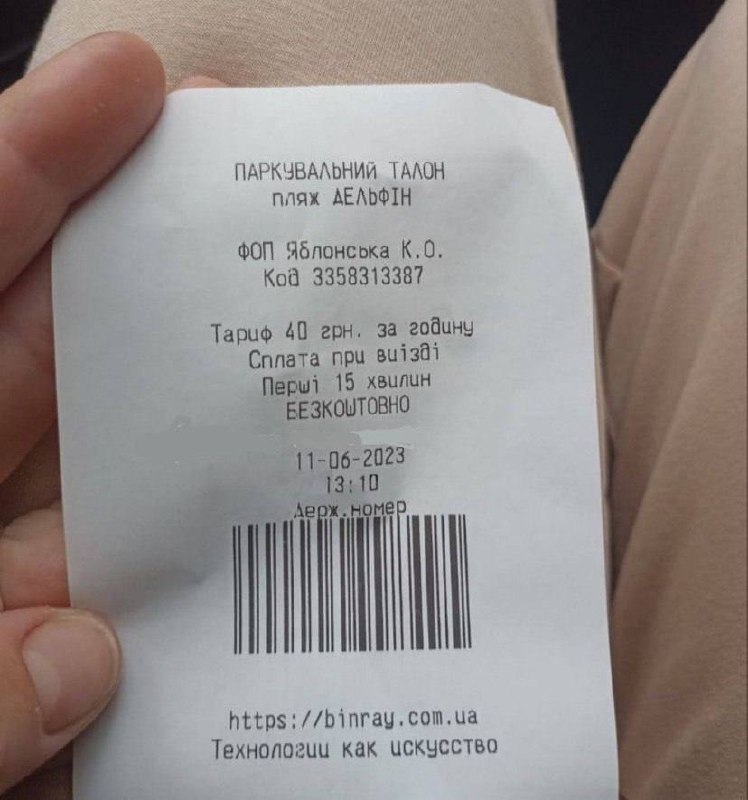 ПАРКУВАЛЬНИЙ ТАЛОН
пляж ДЕЛЬФІН
ФОП Яблонська К.О.
Код 3358313387
Тариф 40 грн. за годину
Сплата при виїзді
Перші 15 хвилин
БЕЗКОШТОВНО
11-06-2023
13:10
Держ.номер
https://binray.com.ua
Технологии как искусство